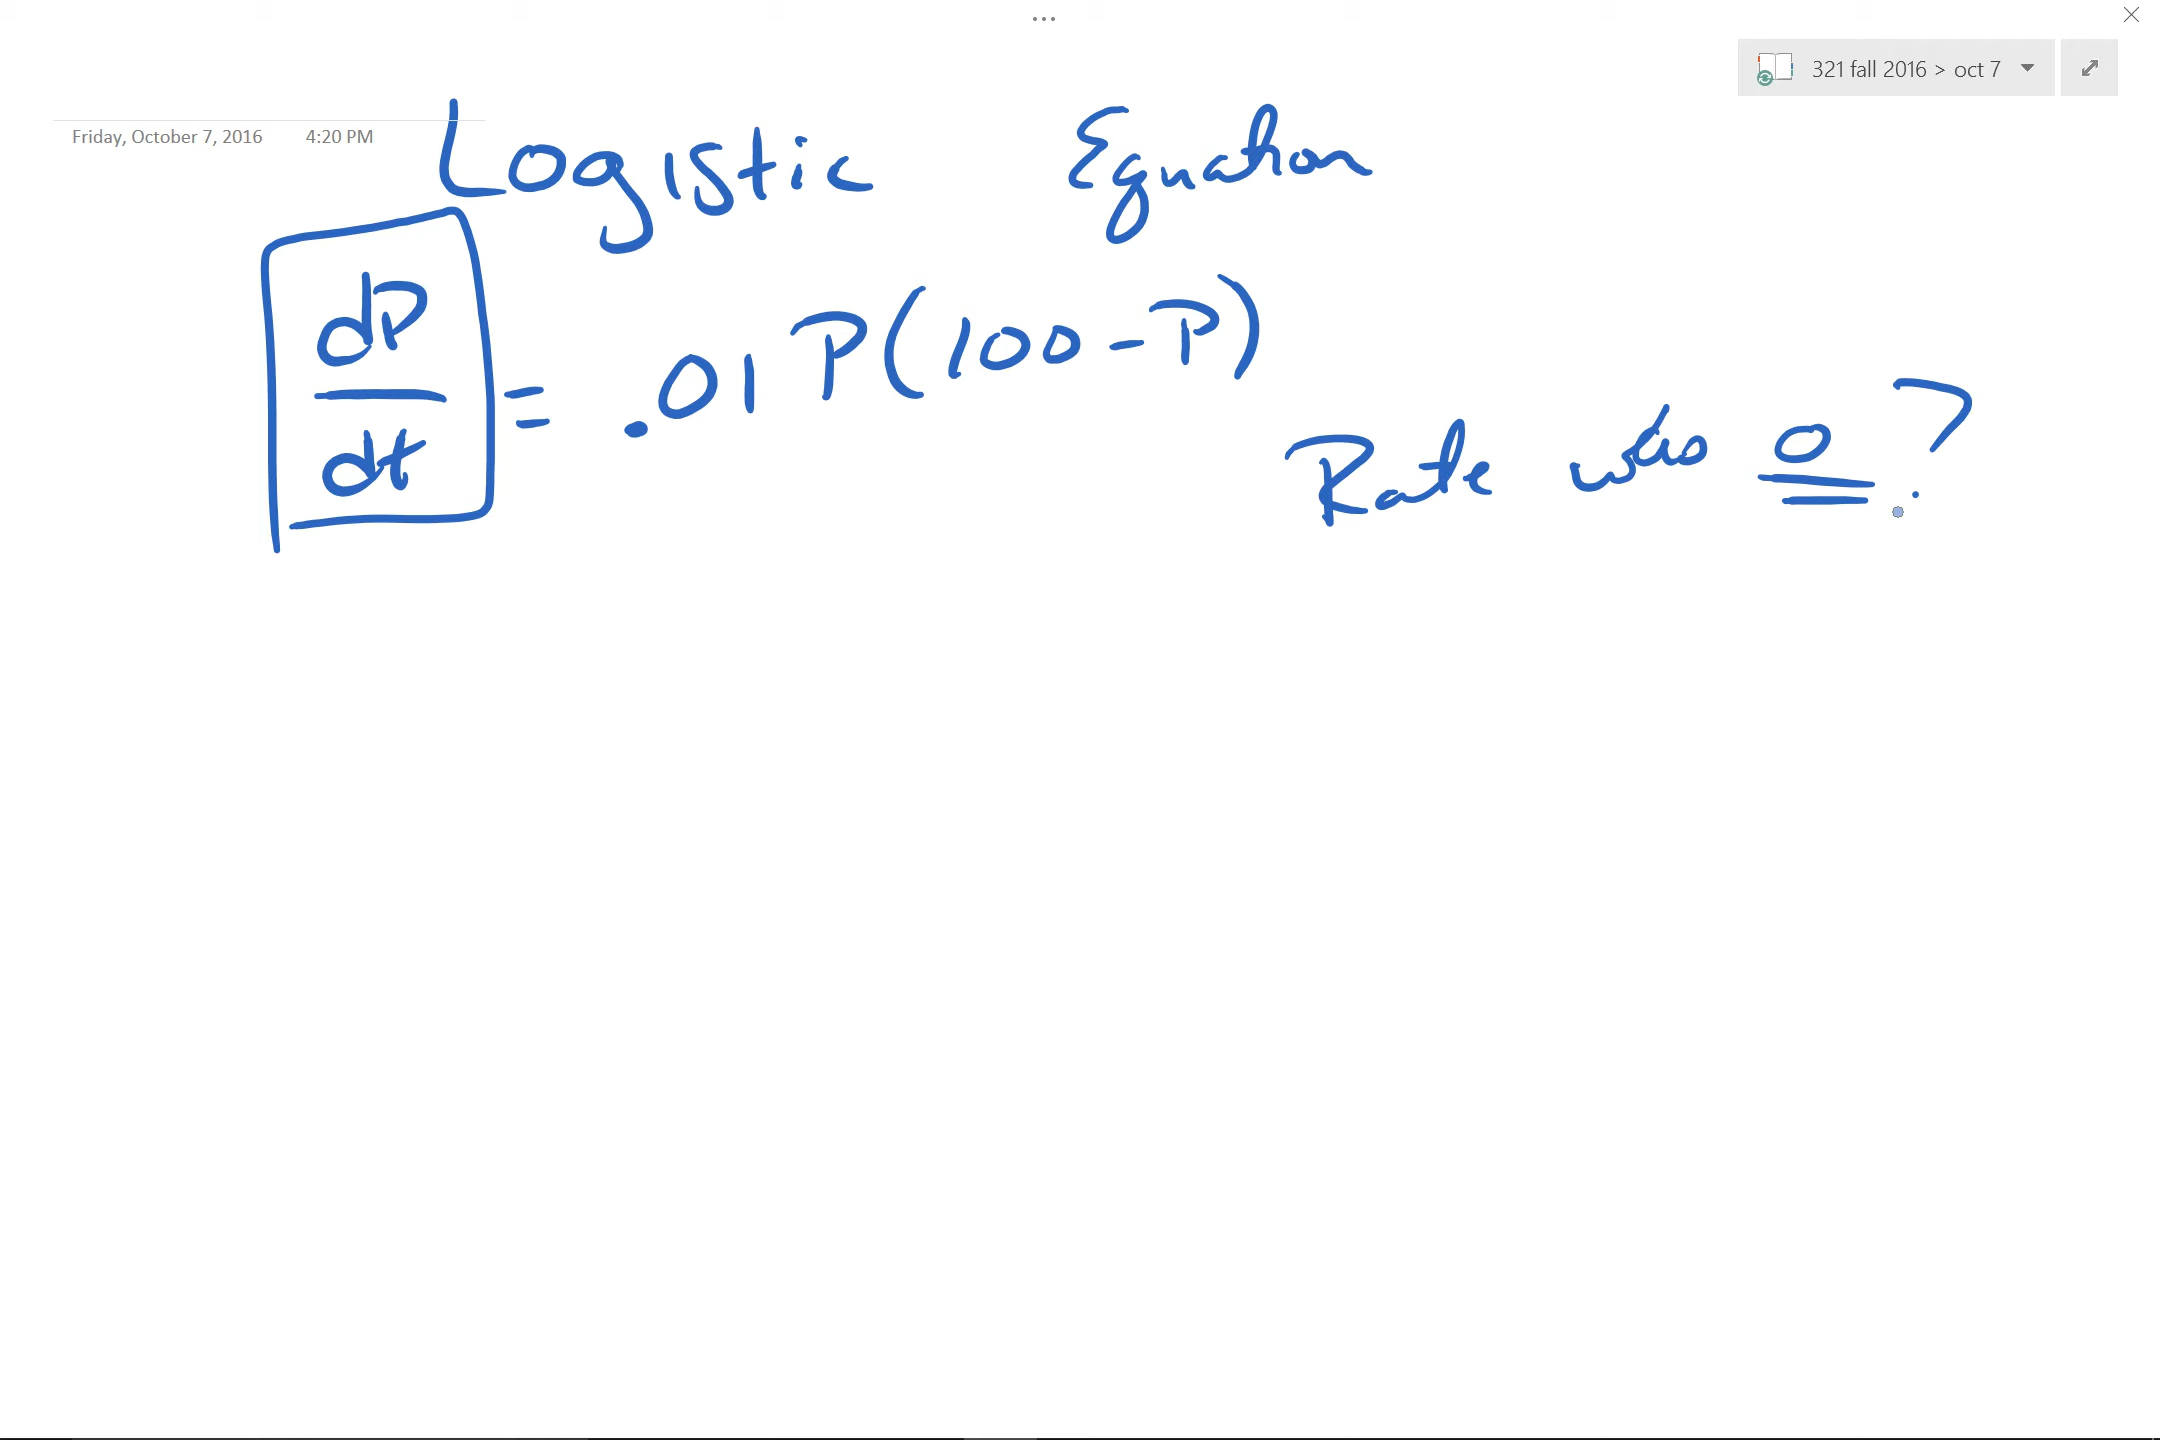 321 fall 2016 > oct 7
Friday, October 7, 2016 4:20 PM
Logistic Equation
dP/dt = .01 P(100 - P)
Rate was 0?